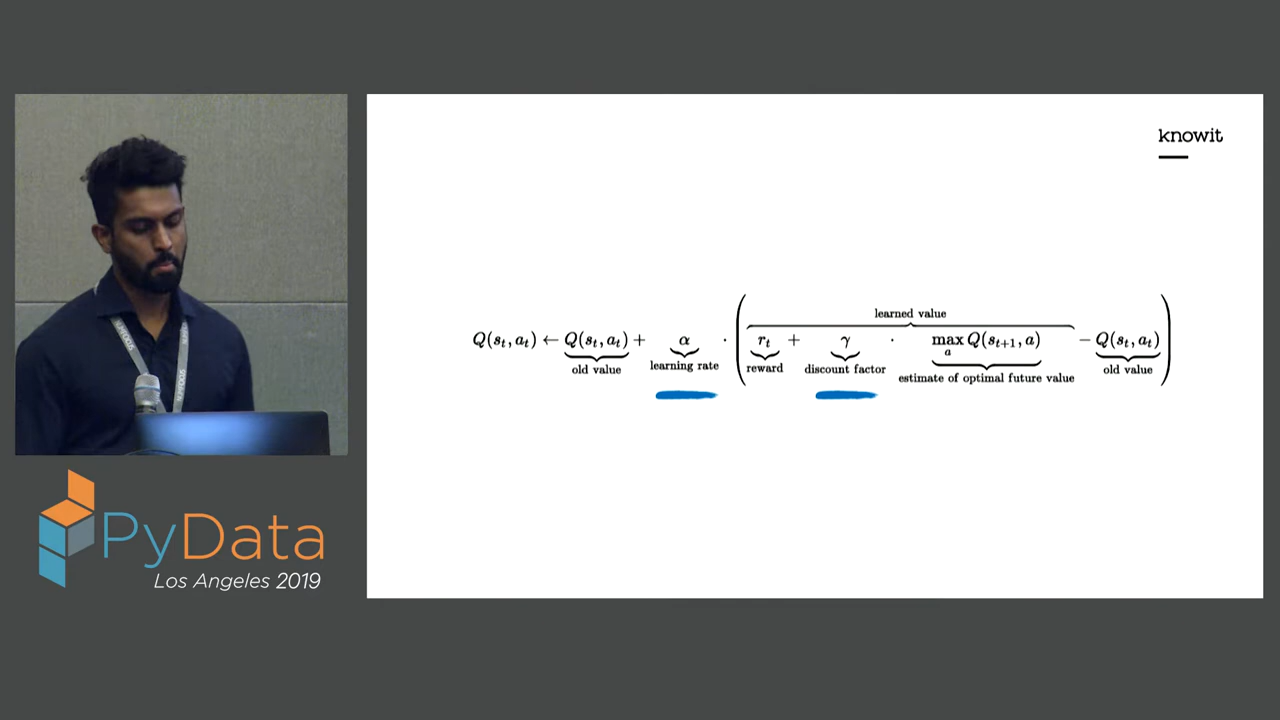 knowit
learned value
Q(s_t, a_t) ← Q(s_t, a_t) + α · ( r_t + γ · max_a Q(s_{t+1}, a) − Q(s_t, a_t) )
old value learning rate reward discount factor estimate of optimal future value old value
PyData
Los Angeles 2019